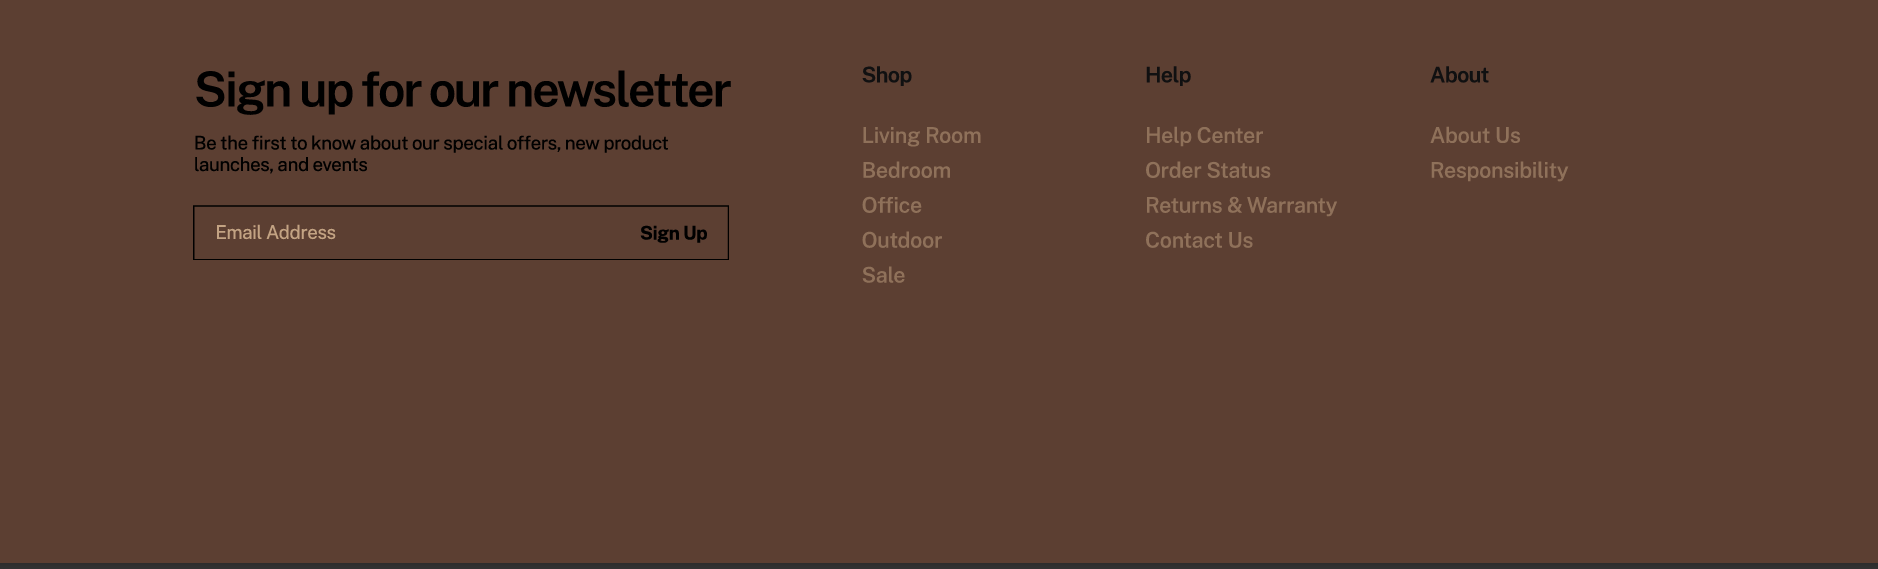 Sign up for our newsletter
Be the first to know about our special offers, new product
launches, and events
Email Address
Sign Up
Shop
Living Room
Bedroom
Office
Outdoor
Sale
Help
Help Center
Order Status
Returns & Warranty
Contact Us
About
About Us
Responsibility